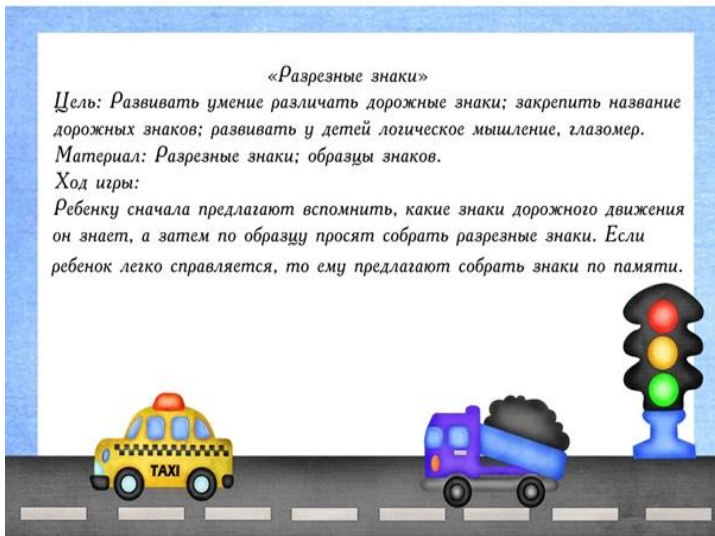 «Разрезные знаки»
Цель: Развивать умение различать дорожные знаки; закрепить название
дорожных знаков; развивать у детей логическое мышление, глазомер.
Материал: Разрезные знаки; образцы знаков.
Ход игры:
Ребенку сначала предлагают вспомнить, какие знаки дорожного движения
он знает, а затем по образцу просят собрать разрезные знаки. Если
ребенок легко справляется, то ему предлагают собрать знаки по памяти.
TAXI